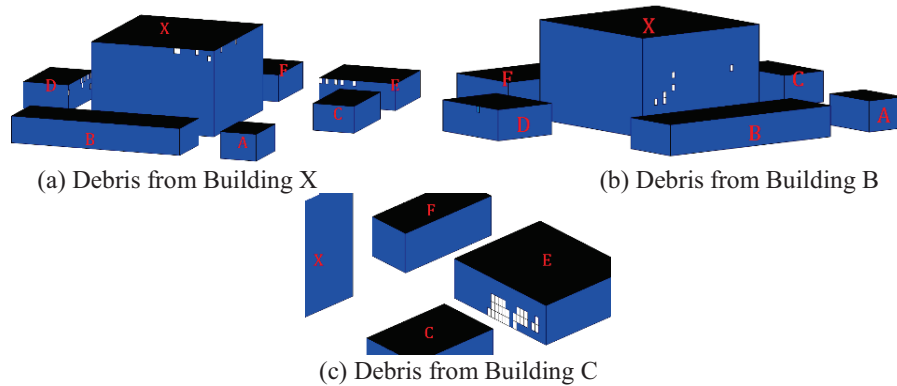 X
D
F
E
C
B
A
(a) Debris from Building X
X
F
C
D
A
B
(b) Debris from Building B
F
X
E
C
(c) Debris from Building C